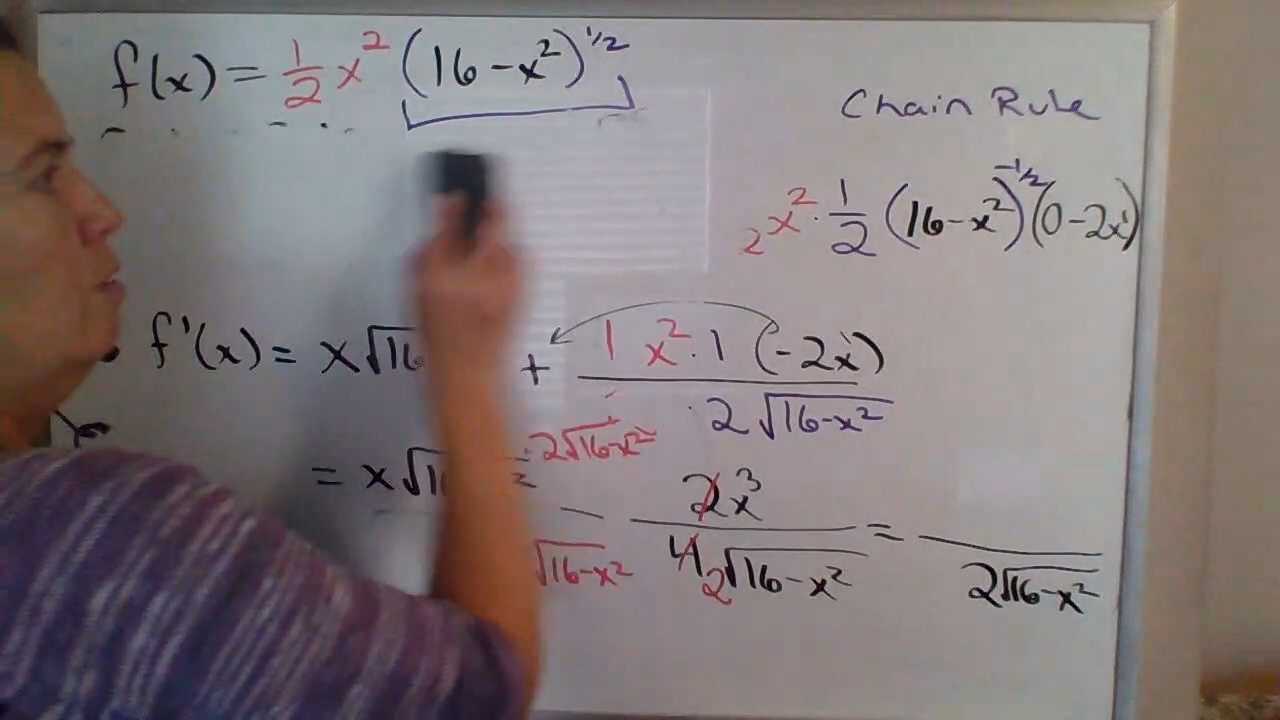 f(x) = 1/2 x² (16 - x²)^1/2
Chain Rule
2 x² · 1/2 (16 - x²)^-1/2 (0 - 2x)
f'(x) = x√16 + 1 x² · 1 (-2x) / 2√16-x²
= x√16 · 2√16-x² / √16-x² - 2x³ / 4 2√16-x² = / 2√16-x²